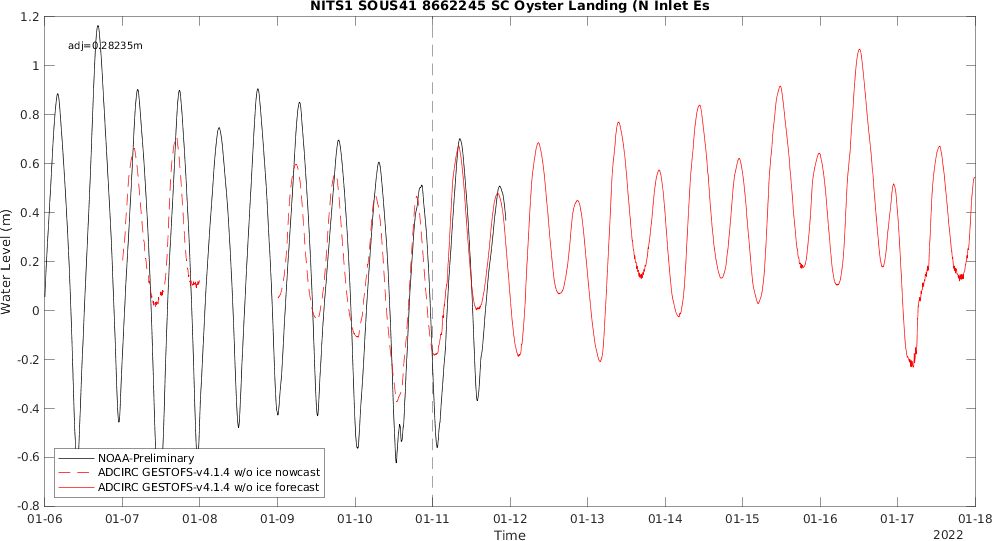 NITS1 SOUS41 8662245 SC Oyster Landing (N Inlet Es
adj=0.28235m
Water Level (m)
1.2
1
0.8
0.6
0.4
0.2
0
-0.2
-0.4
-0.6
-0.8
NOAA-Preliminary
ADCIRC GESTOFS-v4.1.4 w/o ice nowcast
ADCIRC GESTOFS-v4.1.4 w/o ice forecast
01-06 01-07 01-08 01-09 01-10 01-11 01-12 01-13 01-14 01-15 01-16 01-17 01-18
Time
2022